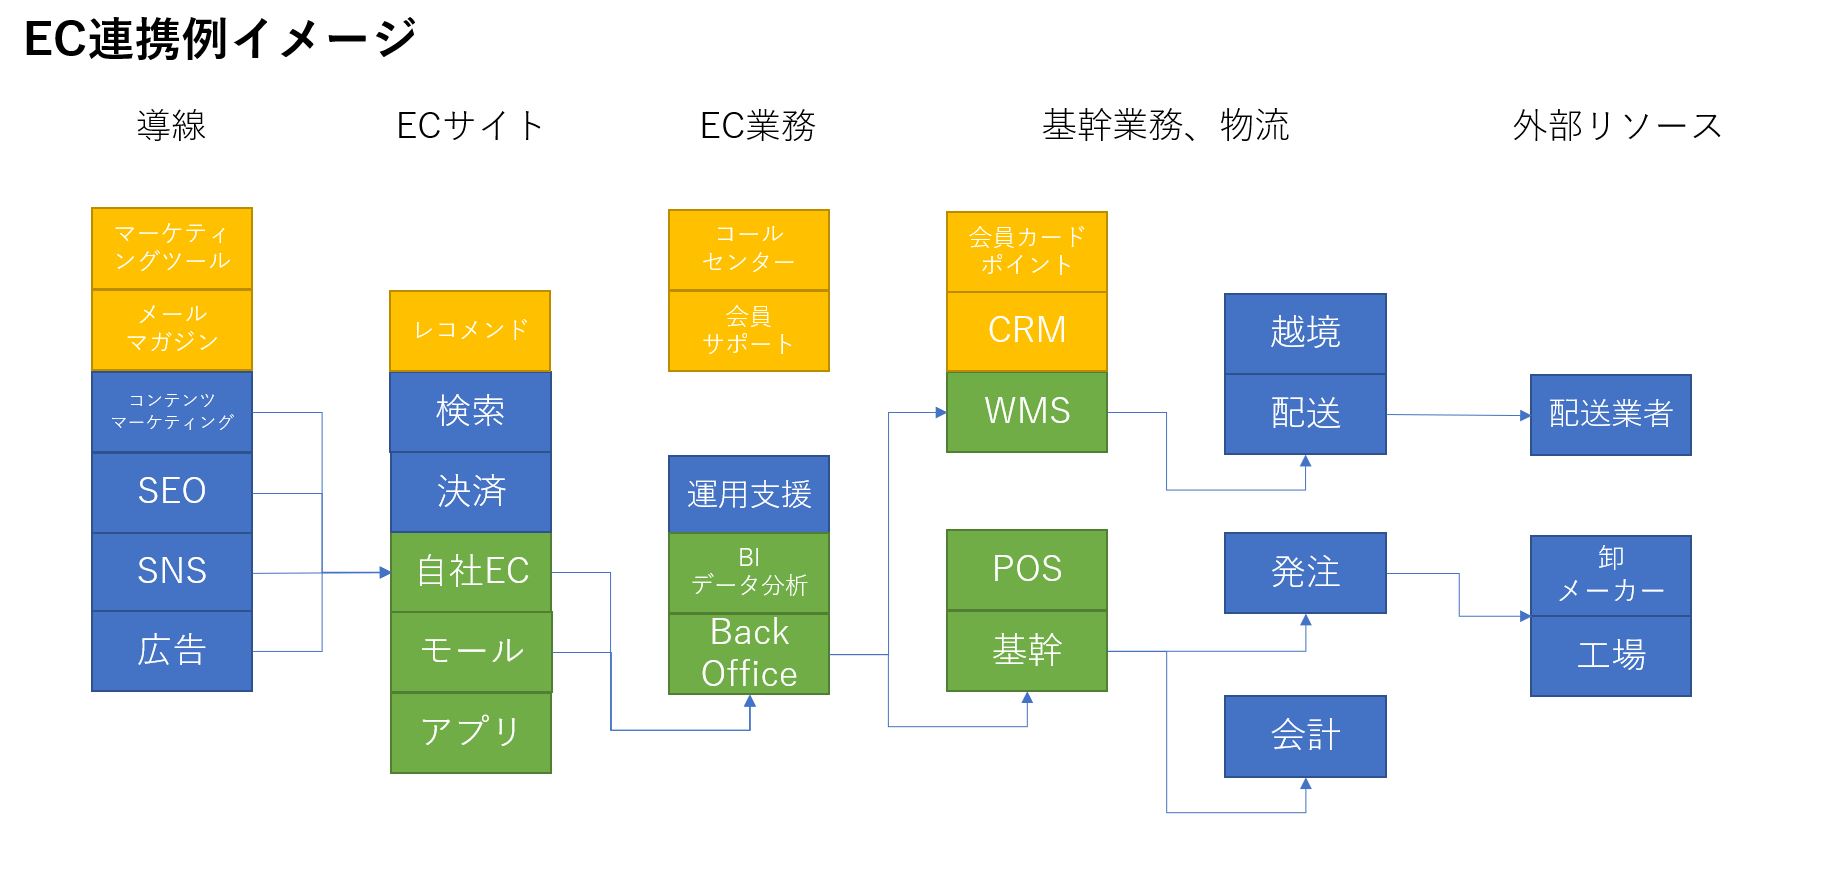 EC連携例イメージ
導線
ECサイト
EC業務
基幹業務、物流
外部リソース
マーケティ
ングツール
メール
マガジン
コンテンツ
マーケティング
SEO
SNS
広告
レコメンド
検索
決済
自社EC
モール
アプリ
コール
センター
会員
サポート
運用支援
BI
データ分析
Back
Office
会員カード
ポイント
CRM
WMS
POS
基幹
越境
配送
発注
会計
配送業者
卸
メーカー
工場